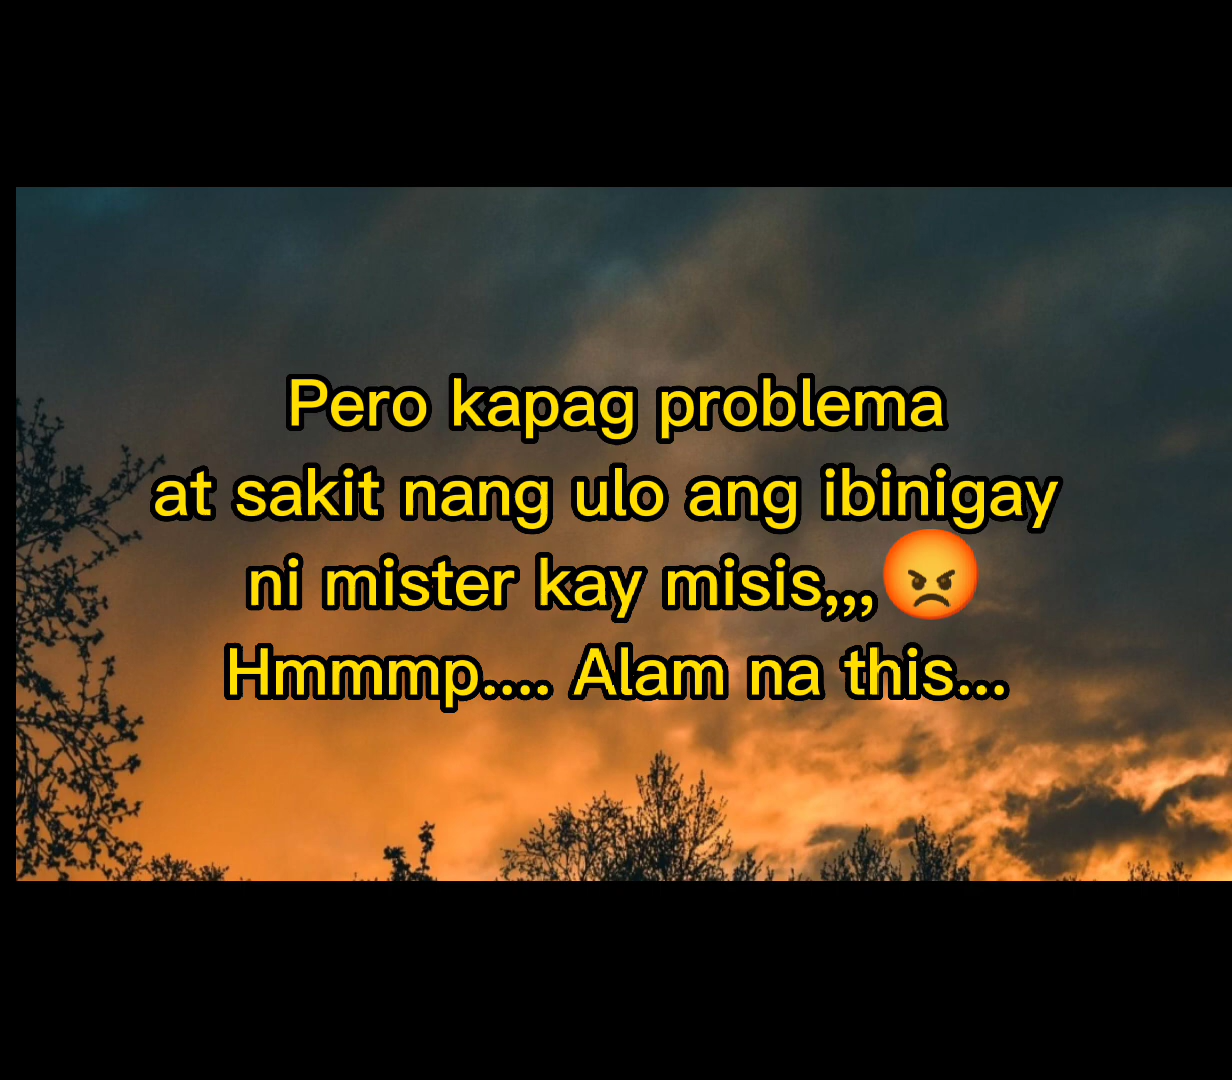 Pero kapag problema
at sakit nang ulo ang ibinigay
ni mister kay misis,,,😡
Hmmmp.... Alam na this...